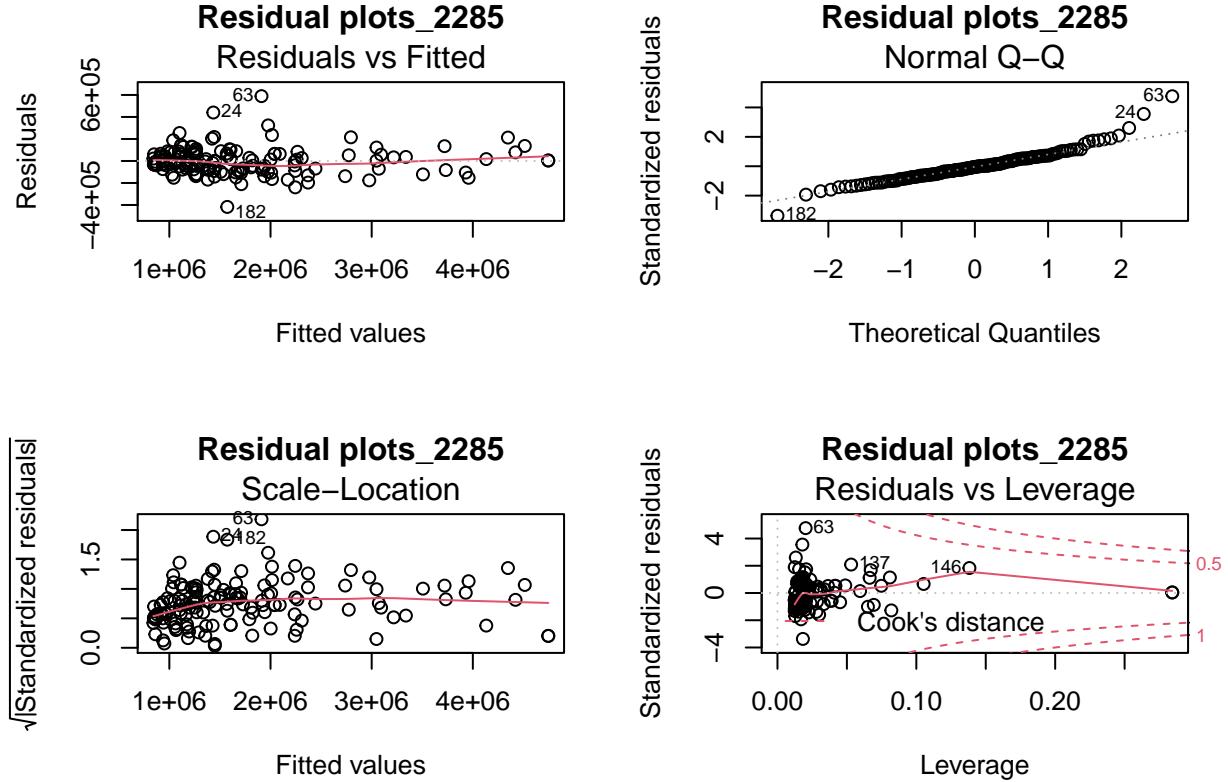 Residual plots_2285
Residuals vs Fitted
Residuals
−4e+05
6e+05
63
24
182
1e+06 2e+06 3e+06 4e+06
Fitted values
Residual plots_2285
Normal Q−Q
Standardized residuals
−2
2
63
24
182
−2 −1 0 1 2
Theoretical Quantiles
Residual plots_2285
Scale−Location
√|Standardized residuals|
0.0
1.5
63
24
182
1e+06 2e+06 3e+06 4e+06
Fitted values
Residual plots_2285
Residuals vs Leverage
Standardized residuals
−4
0
4
63
137
146
Cook's distance
0.5
1
0.00 0.10 0.20
Leverage